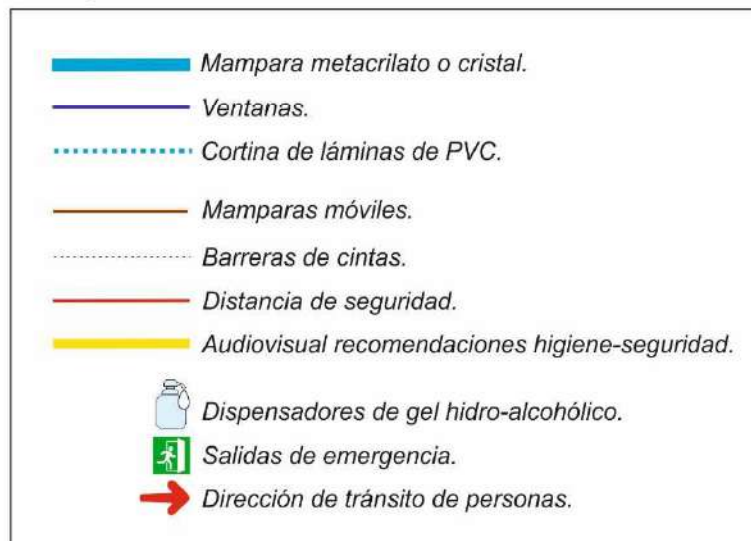 Mampara metacrilato o cristal.
Ventanas.
Cortina de láminas de PVC.
Mamparas móviles.
Barreras de cintas.
Distancia de seguridad.
Audiovisual recomendaciones higiene-seguridad.
Dispensadores de gel hidro-alcohólico.
Salidas de emergencia.
Dirección de tránsito de personas.